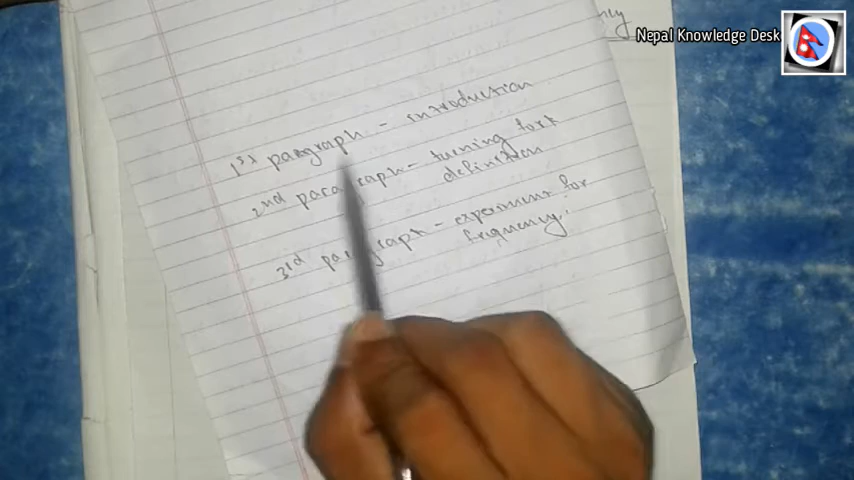 Nepal Knowledge Desk
1st paragraph - introduction
2nd paragraph - tuning fork
definition
3rd paragraph - experiment for
frequency.